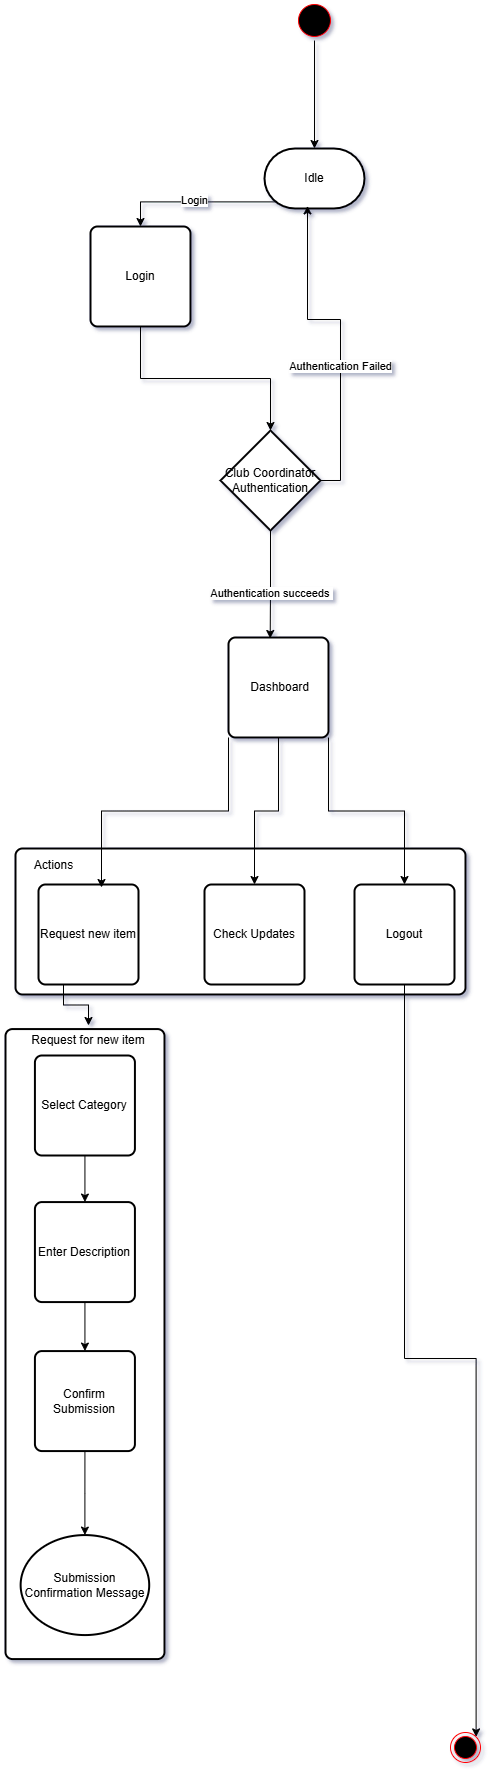 Idle
Login
Login
Authentication Failed
Club Coordinator
Authentication
Authentication succeeds
Dashboard
Actions
Request new item
Check Updates
Logout
Request for new item
Select Category
Enter Description
Confirm
Submission
Submission
Confirmation Message